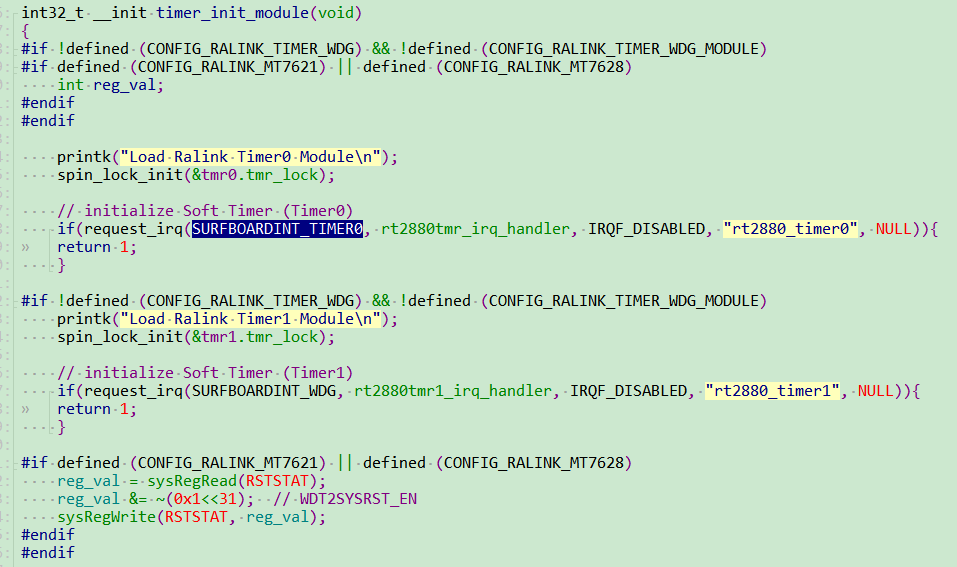 int32_t __init timer_init_module(void)
{
#if !defined (CONFIG_RALINK_TIMER_WDG) && !defined (CONFIG_RALINK_TIMER_WDG_MODULE)
#if defined (CONFIG_RALINK_MT7621) || defined (CONFIG_RALINK_MT7628)
    int reg_val;
#endif
#endif

    printk("Load Ralink Timer0 Module\n");
    spin_lock_init(&tmr0.tmr_lock);

    // initialize Soft Timer (Timer0)
    if(request_irq(SURFBOARDINT_TIMER0, rt2880tmr_irq_handler, IRQF_DISABLED, "rt2880_timer0", NULL)){
»   return 1;
    }

#if !defined (CONFIG_RALINK_TIMER_WDG) && !defined (CONFIG_RALINK_TIMER_WDG_MODULE)
    printk("Load Ralink Timer1 Module\n");
    spin_lock_init(&tmr1.tmr_lock);

    // initialize Soft Timer (Timer1)
    if(request_irq(SURFBOARDINT_WDG, rt2880tmr1_irq_handler, IRQF_DISABLED, "rt2880_timer1", NULL)){
»   return 1;
    }

#if defined (CONFIG_RALINK_MT7621) || defined (CONFIG_RALINK_MT7628)
    reg_val = sysRegRead(RSTSTAT);
    reg_val &= ~(0x1<<31);  // WDT2SYSRST_EN
    sysRegWrite(RSTSTAT, reg_val);
#endif
#endif